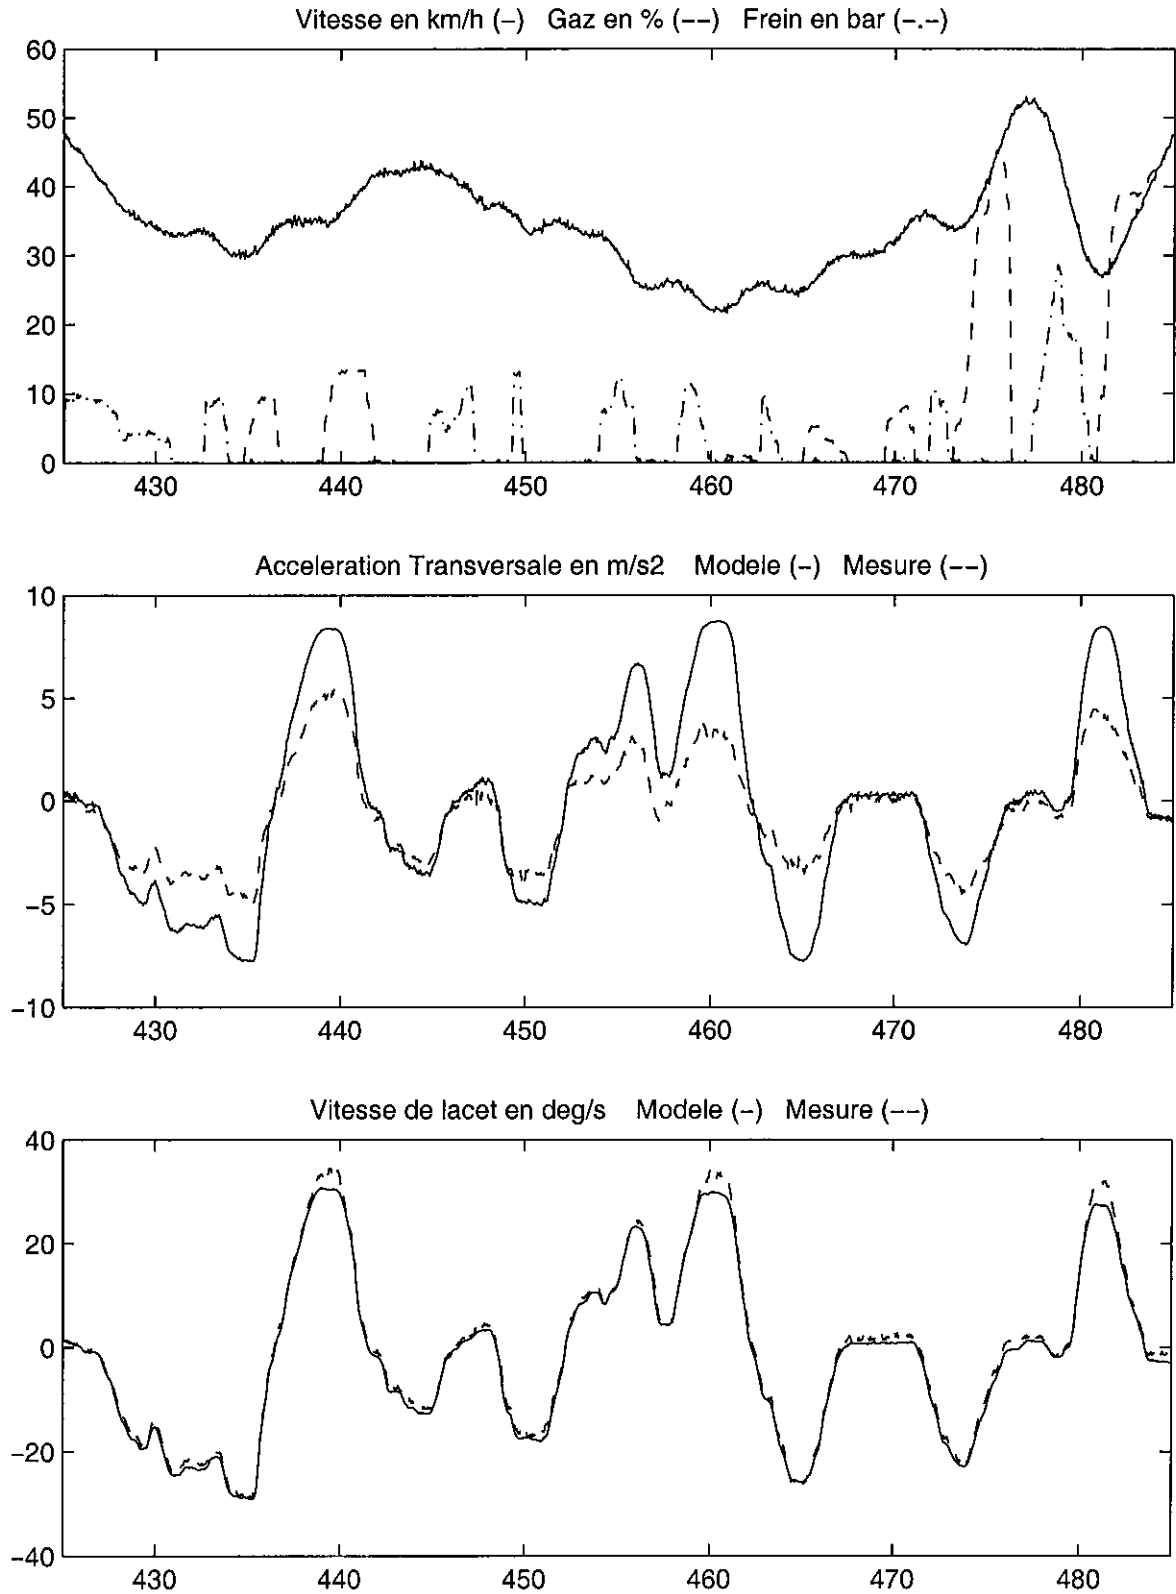 Vitesse en km/h (−) Gaz en % (−−) Frein en bar (−.−)
60
50
40
30
20
10
0
430 440 450 460 470 480
Acceleration Transversale en m/s2 Modele (−) Mesure (−−)
10
5
0
−5
−10
430 440 450 460 470 480
Vitesse de lacet en deg/s Modele (−) Mesure (−−)
40
20
0
−20
−40
430 440 450 460 470 480